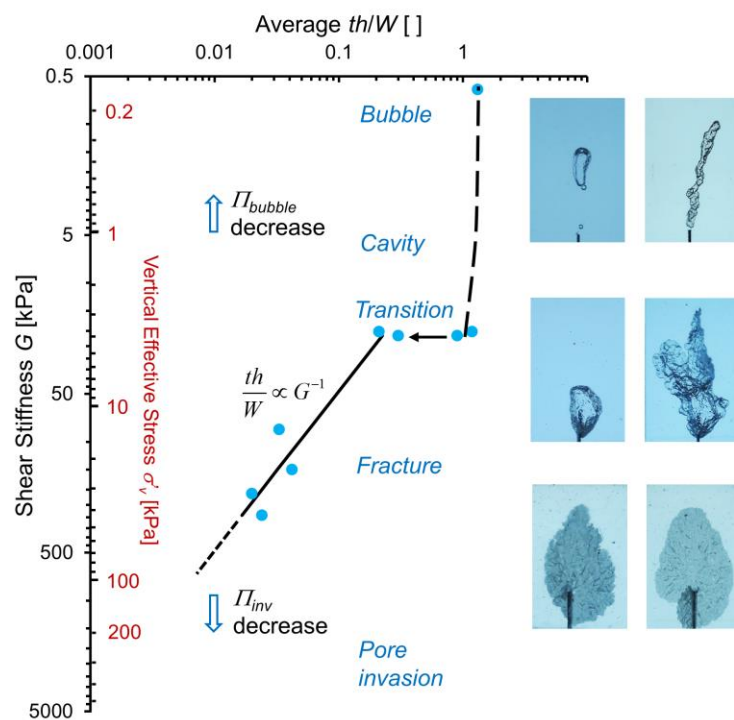 Average th/W [ ]
0.001
0.01
0.1
1
0.5
0.2
Bubble
Π_bubble
decrease
1
5
Cavity
Transition
Shear Stiffness G [kPa]
Vertical Effective Stress σ'_v [kPa]
50
10
th/W ∝ G⁻¹
Fracture
500
100
Π_inv
decrease
200
Pore
invasion
5000